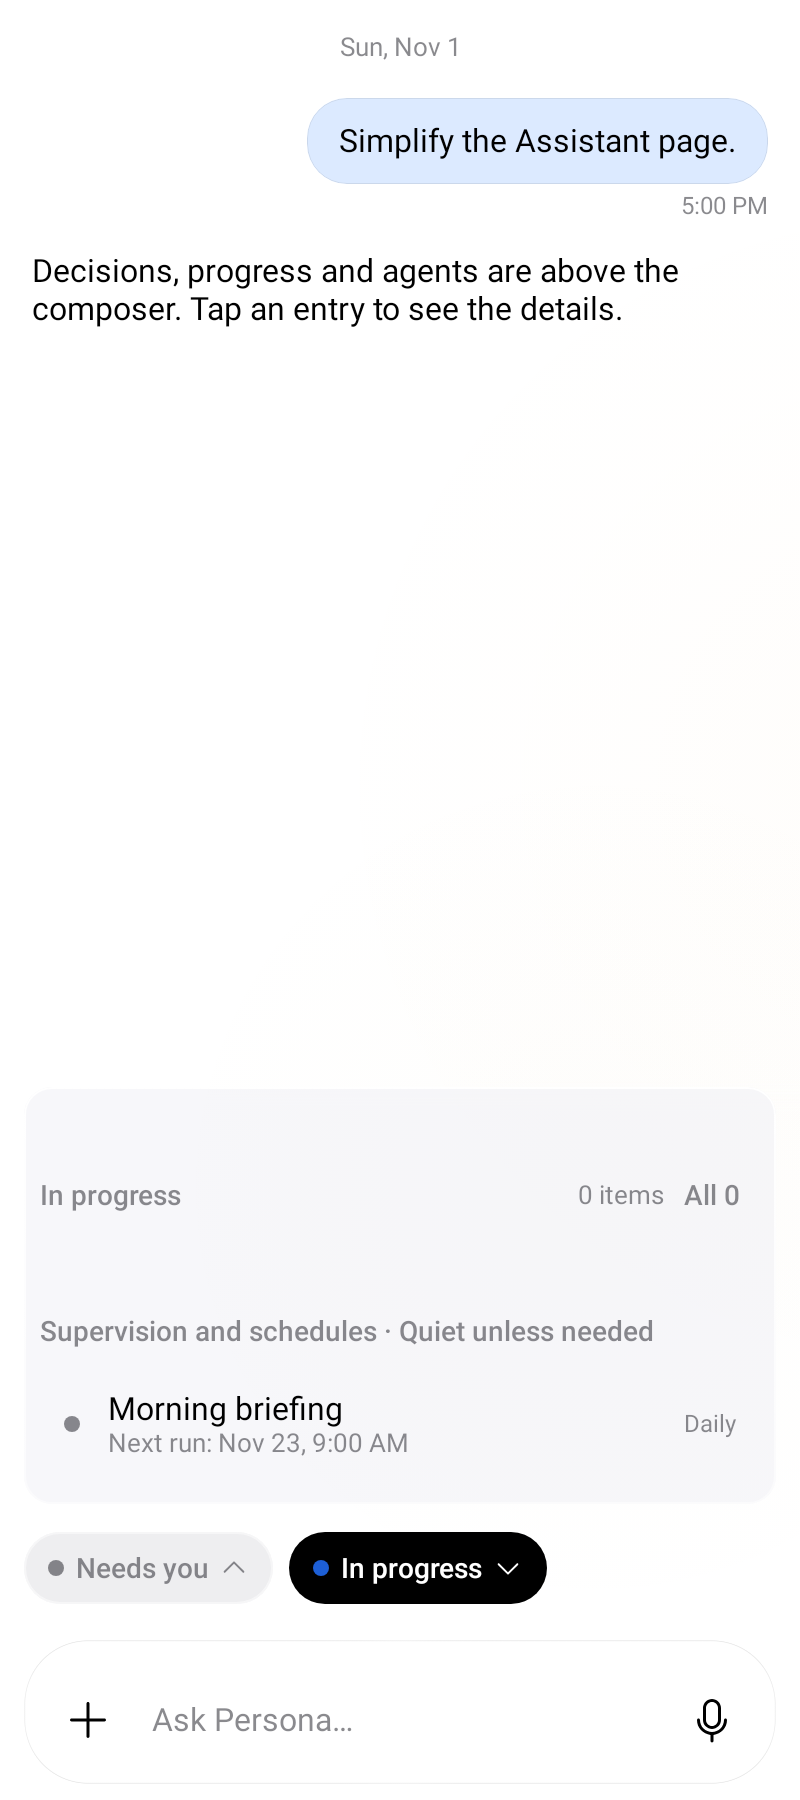 Sun, Nov 1
Simplify the Assistant page.
5:00 PM
Decisions, progress and agents are above the
composer. Tap an entry to see the details.
In progress 0 items All 0
Supervision and schedules · Quiet unless needed
Morning briefing
Next run: Nov 23, 9:00 AM
Daily
Needs you In progress
Ask Persona…